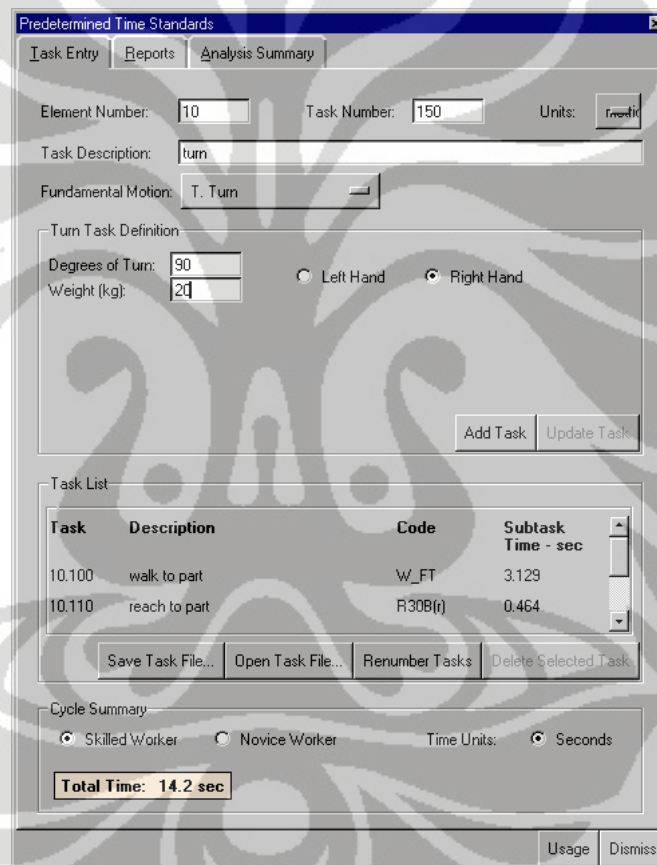 Predetermined Time Standards
Task Entry Reports Analysis Summary
Element Number: 10 Task Number: 150 Units:
Task Description: turn
Fundamental Motion: T. Turn
Turn Task Definition
Degrees of Turn: 90
Left Hand Right Hand
Weight (kg): 20
Add Task Update Task
Task List
Task Description Code Subtask
Time - sec
10.100 walk to part W_FT 3.129
10.110 reach to part R30B(r) 0.464
Save Task File... Open Task File... Renumber Tasks Delete Selected Task
Cycle Summary
Skilled Worker Novice Worker Time Units: Seconds
Total Time: 14.2 sec
Usage Dismiss